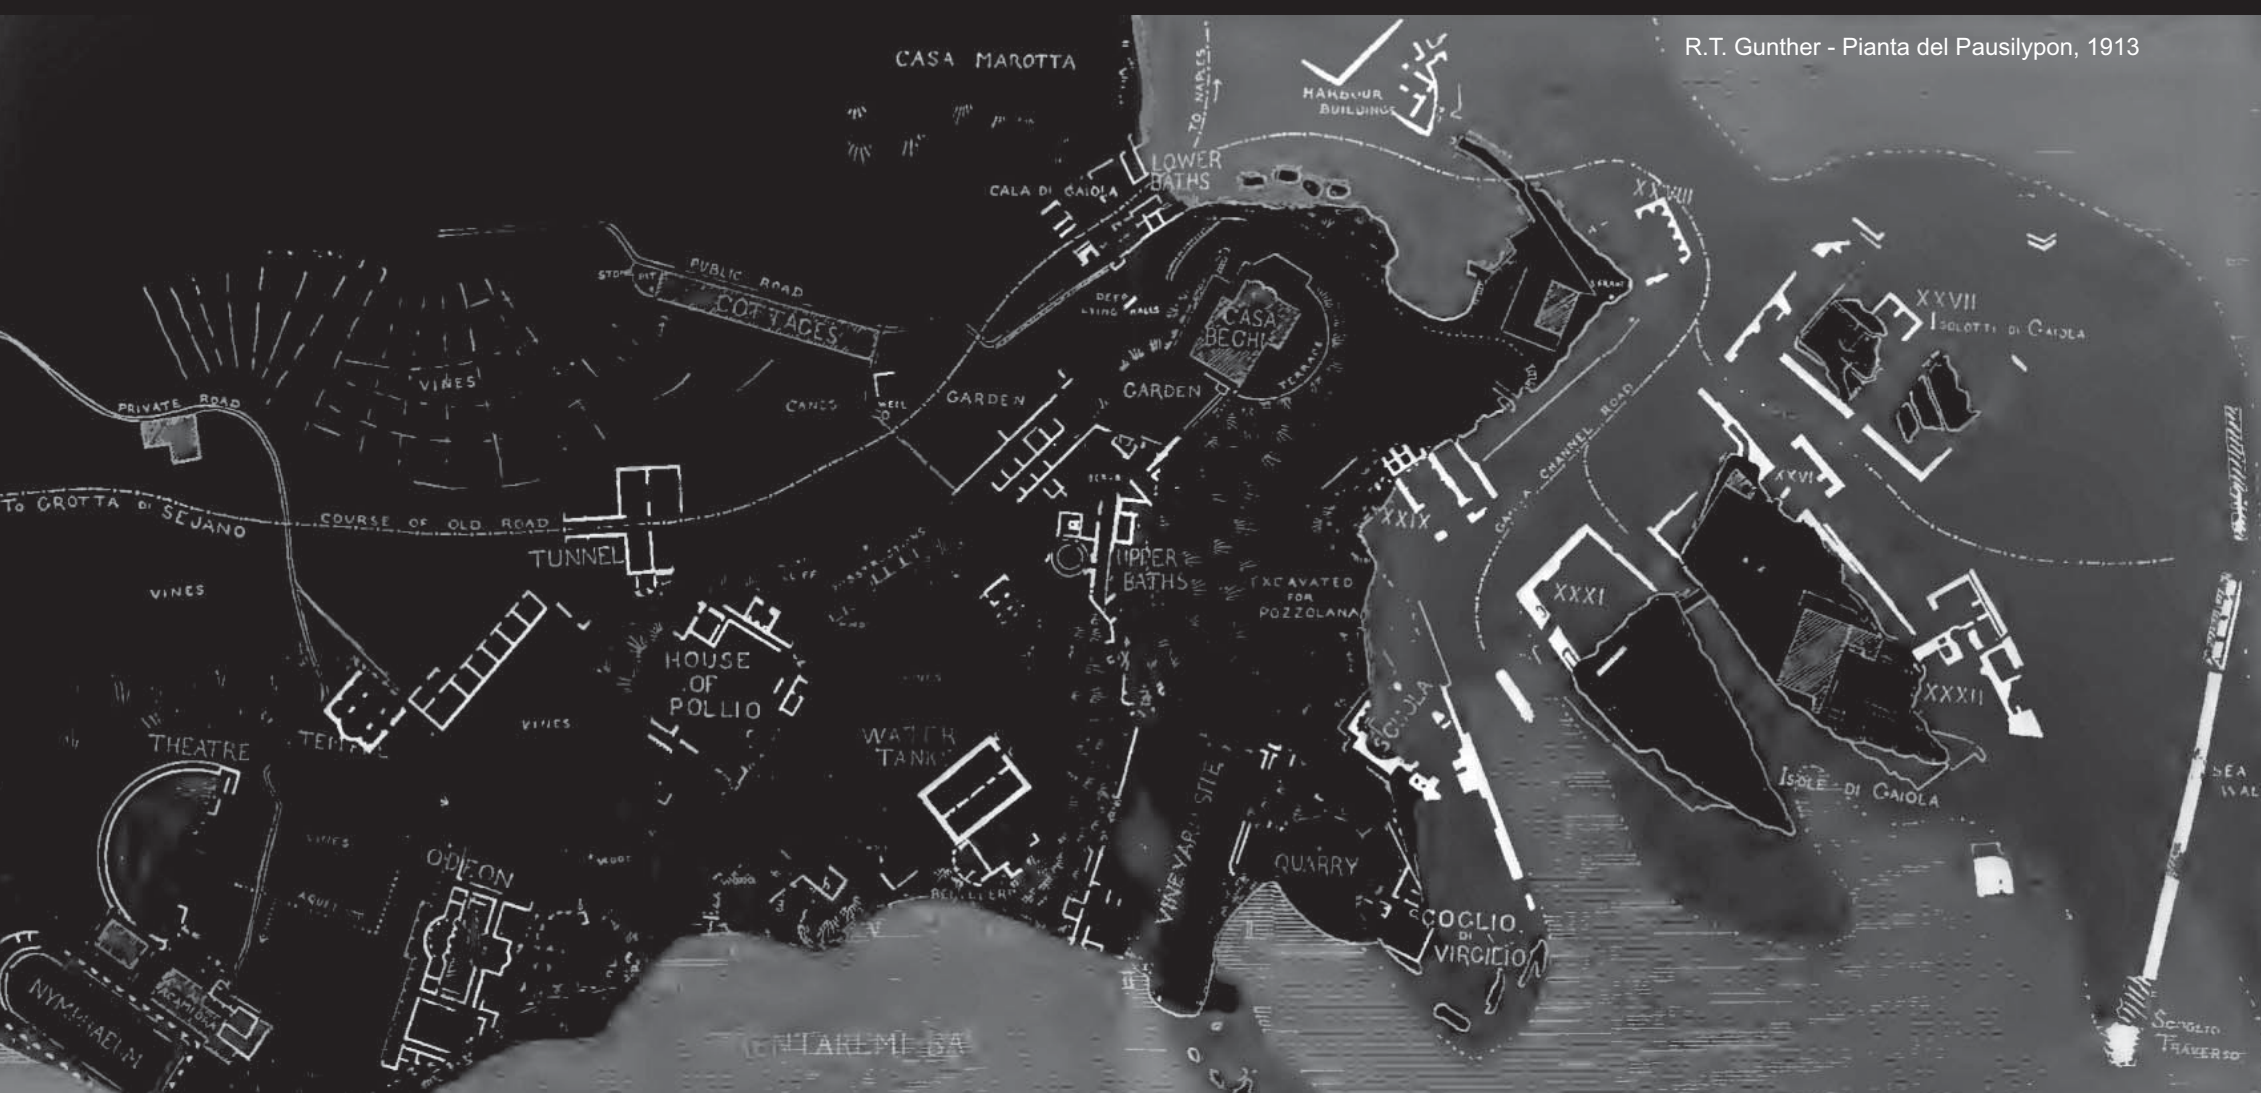 R.T. Gunther - Pianta del Pausilypon, 1913
CASA MAROTTA
TO NAPLES
HARBOUR
BUILDINGS
LOWER
BATHS
CALA DI GAIOLA
XXVIII
PUBLIC ROAD
COTTAGES
CASA
BECHI
TERRACE
XXVII
ISOLOTTI DI GAIOLA
VINES
PRIVATE ROAD
CANES
WELL
GARDEN
GARDEN
GAIOLA CHANNEL ROAD
XXVI
TO GROTTA DI SEJANO
COURSE OF OLD ROAD
TUNNEL
XXIX
UPPER
BATHS
EXCAVATED
FOR
POZZOLANA
VINES
XXXI
HOUSE
OF
POLLIO
VINES
XXXII
SCHOLA
THEATRE
WATER
TANK
VINEYARD SITE
ISOLE DI GAIOLA
SEA
VINES
ODEON
QUARRY
BELVEDERE
SCOGLIO
DI
VIRGILIO
NYMPHAEUM
SCOGLIO
TRAVERSO